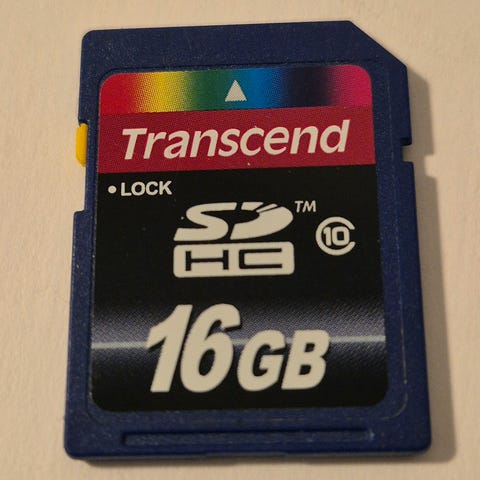 Transcend
• LOCK
SD™
HC
10
16GB